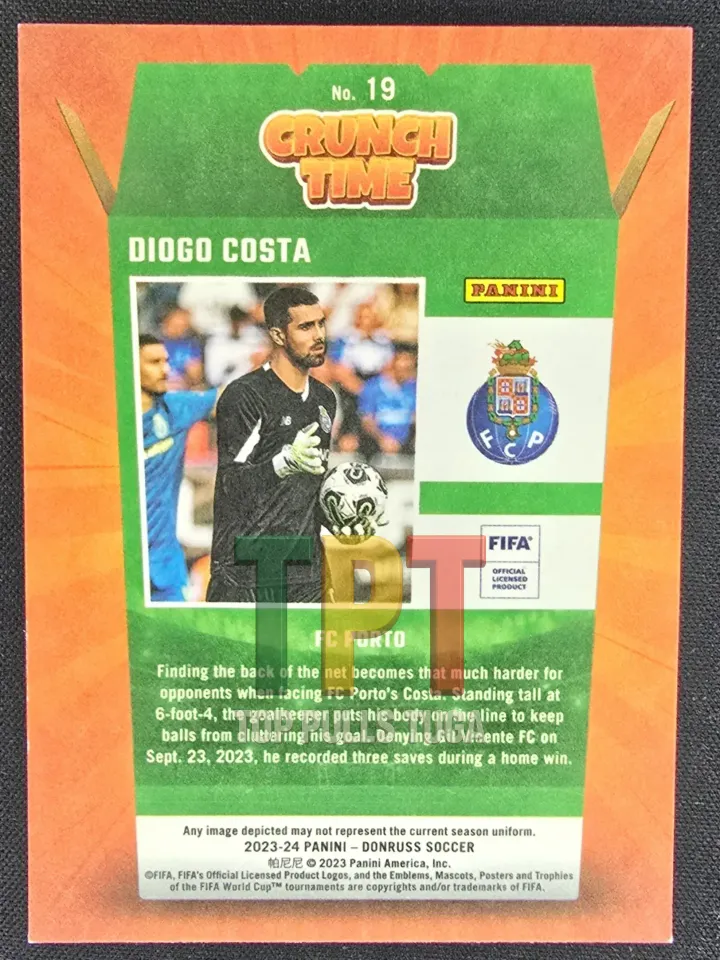 No. 19
CRUNCH
TIME
DIOGO COSTA
PANINI
FCP
FIFA®
OFFICIAL
LICENSED
PRODUCT
TPT
TOP PULLS TUGA
FC PORTO
Finding the back of the net becomes that much harder for
opponents when facing FC Porto's Costa. Standing tall at
6-foot-4, the goalkeeper puts his body on the line to keep
balls from cluttering his goal. Denying Gil Vicente FC on
Sept. 23, 2023, he recorded three saves during a home win.
Any image depicted may not represent the current season uniform.
2023-24 PANINI – DONRUSS SOCCER
帕尼尼 © 2023 Panini America, Inc.
©FIFA, FIFA's Official Licensed Product Logos, and the Emblems, Mascots, Posters and Trophies
of the FIFA World Cup™ tournaments are copyrights and/or trademarks of FIFA.